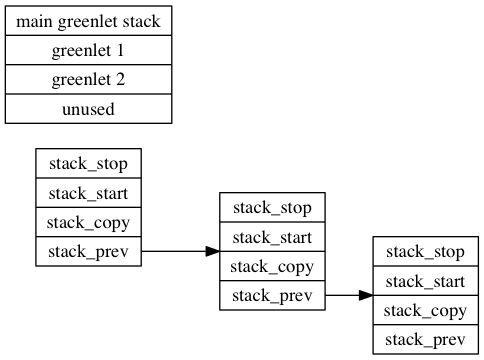 main greenlet stack
greenlet 1
greenlet 2
unused
stack_stop
stack_start
stack_copy
stack_prev
stack_stop
stack_start
stack_copy
stack_prev
stack_stop
stack_start
stack_copy
stack_prev